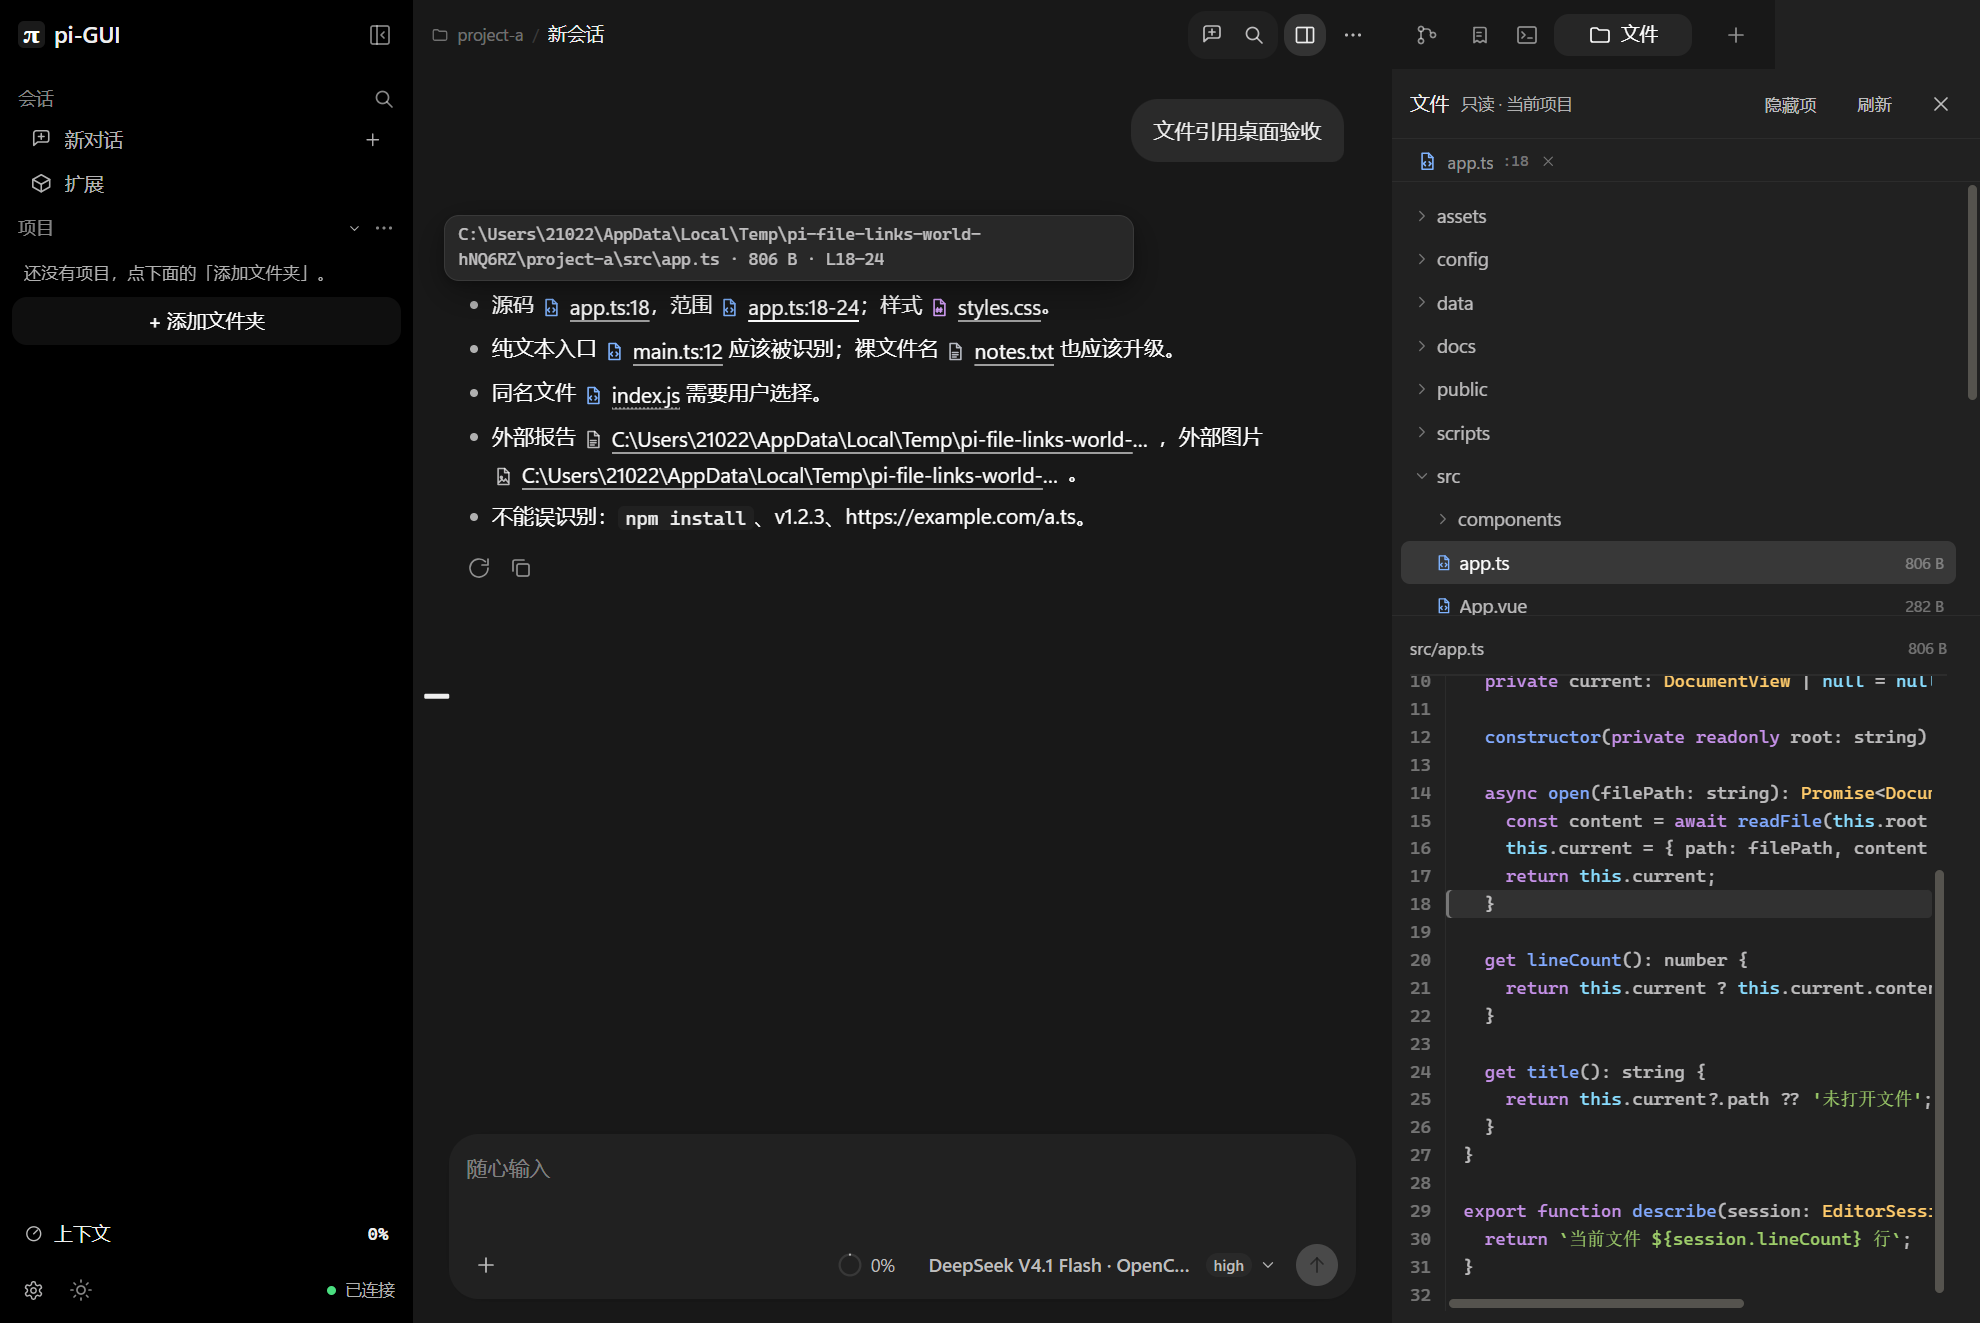 π pi-GUI
会话
新对话
扩展
项目
还没有项目，点下面的「添加文件夹」。
+ 添加文件夹
上下文 0%
已连接
project-a / 新会话
文件引用桌面验收
C:\Users\21022\AppData\Local\Temp\pi-file-links-world-
hNQ6RZ\project-a\src\app.ts · 806 B · L18-24
源码 app.ts:18，范围 app.ts:18-24；样式 styles.css。
纯文本入口 main.ts:12 应该被识别；裸文件名 notes.txt 也应该升级。
同名文件 index.js 需要用户选择。
外部报告 C:\Users\21022\AppData\Local\Temp\pi-file-links-world-... ，外部图片
C:\Users\21022\AppData\Local\Temp\pi-file-links-world-... 。
不能误识别：npm install、v1.2.3、https://example.com/a.ts。
随心输入
0% DeepSeek V4.1 Flash · OpenC... high
文件
文件 只读 · 当前项目 隐藏项 刷新
app.ts :18
assets
config
data
docs
public
scripts
src
components
app.ts 806 B
App.vue 282 B
src/app.ts 806 B
10 private current: DocumentView | null = nul
11
12 constructor(private readonly root: string)
13
14 async open(filePath: string): Promise<Docu
15 const content = await readFile(this.root
16 this.current = { path: filePath, content
17 return this.current;
18 }
19
20 get lineCount(): number {
21 return this.current ? this.current.conte
22 }
23
24 get title(): string {
25 return this.current?.path ?? '未打开文件';
26 }
27 }
28
29 export function describe(session: EditorSess
30 return `当前文件 ${session.lineCount} 行`;
31 }
32